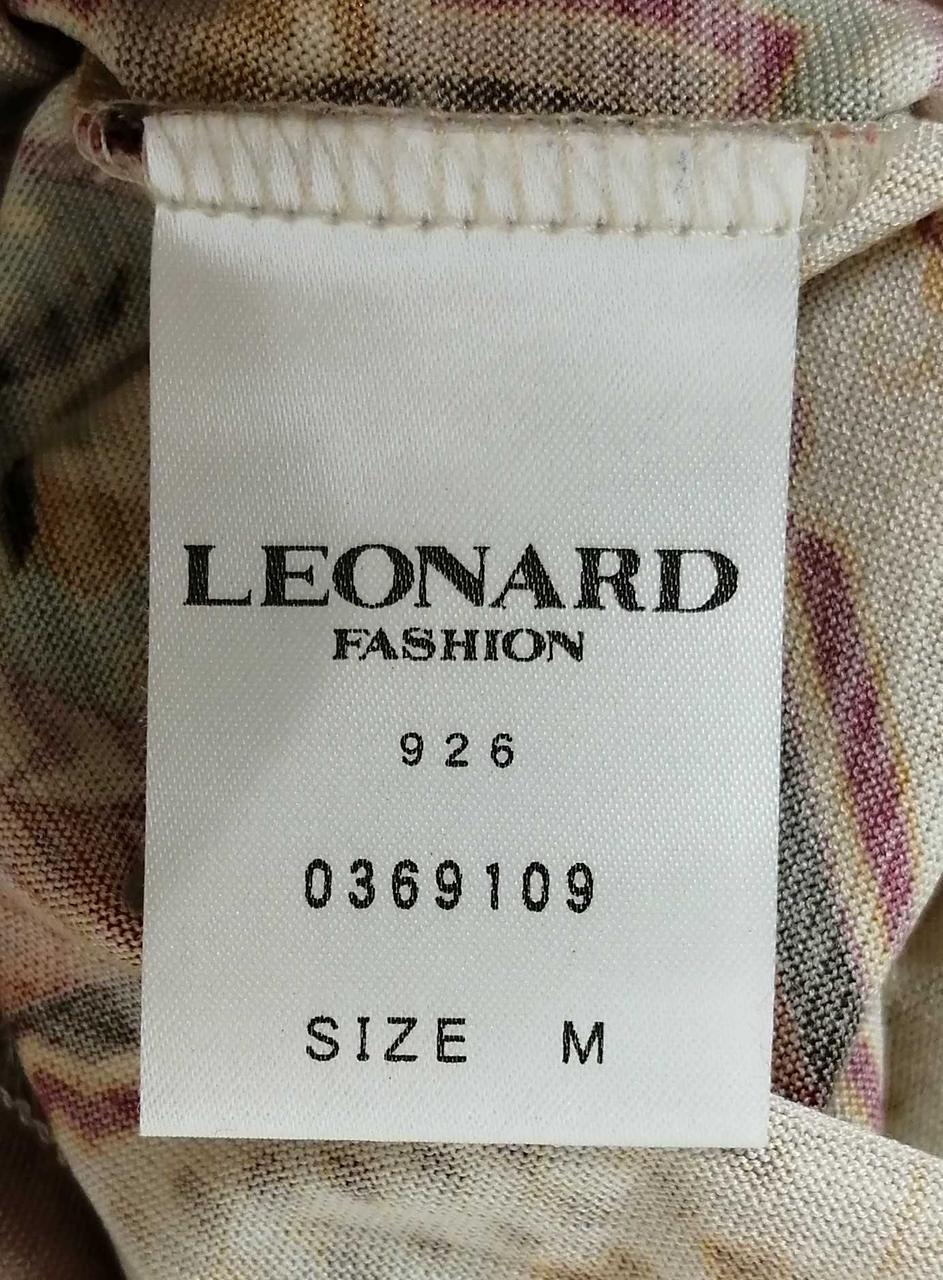 LEONARD
FASHION
926
0369109
SIZE M